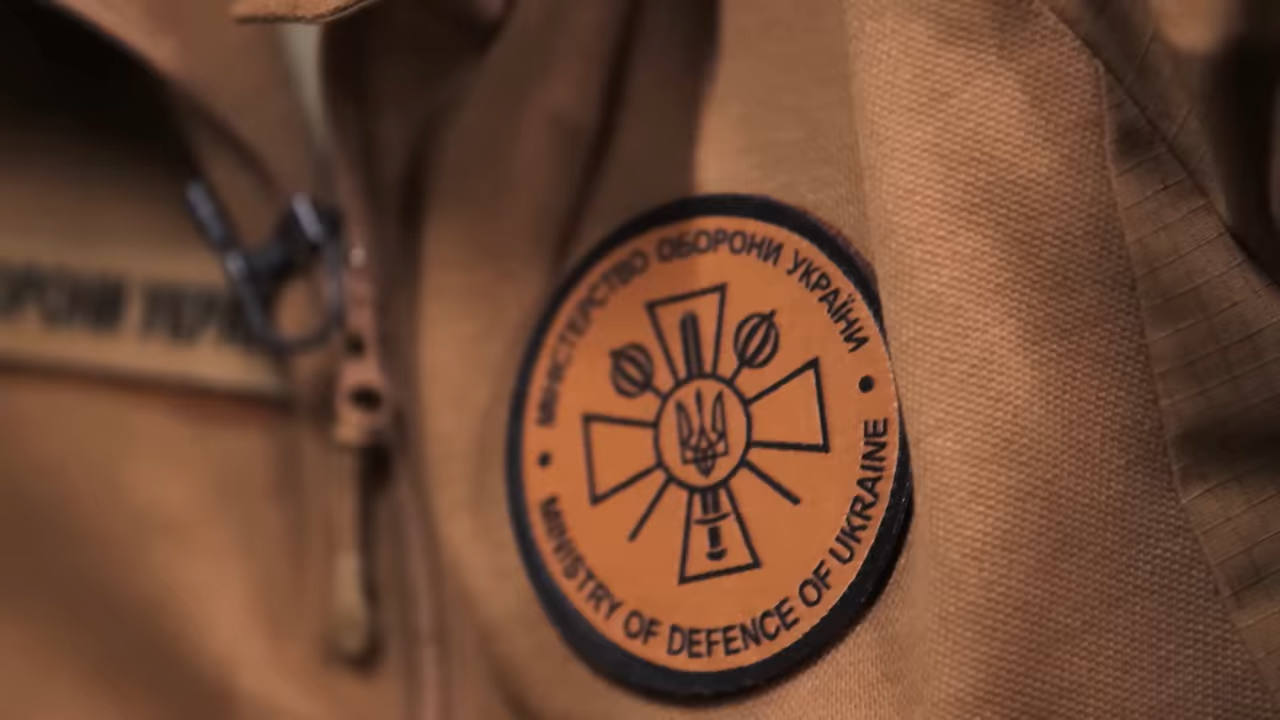 МІНІСТЕРСТВО ОБОРОНИ УКРАЇНИ
MINISTRY OF DEFENCE OF UKRAINE